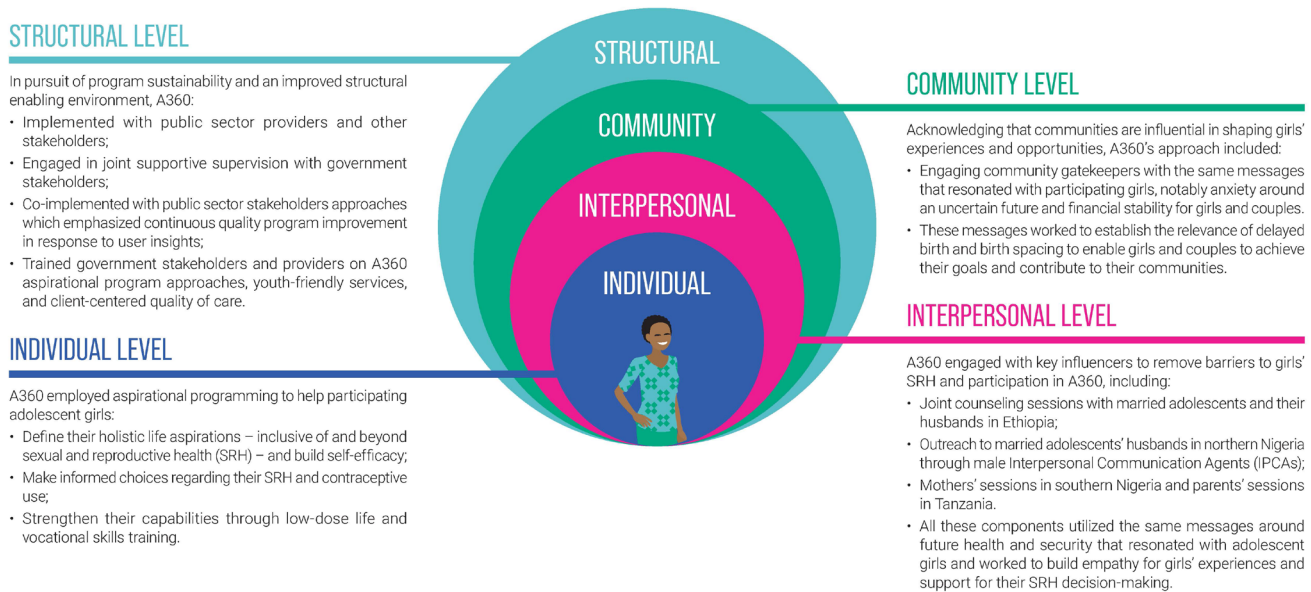 STRUCTURAL LEVEL
In pursuit of program sustainability and an improved structural
enabling environment, A360:
• Implemented with public sector providers and other
stakeholders;
• Engaged in joint supportive supervision with government
stakeholders;
• Co-implemented with public sector stakeholders approaches
which emphasized continuous quality program improvement
in response to user insights;
• Trained government stakeholders and providers on A360
aspirational program approaches, youth-friendly services,
and client-centered quality of care.
INDIVIDUAL LEVEL
A360 employed aspirational programming to help participating
adolescent girls:
• Define their holistic life aspirations – inclusive of and beyond
sexual and reproductive health (SRH) – and build self-efficacy;
• Make informed choices regarding their SRH and contraceptive
use;
• Strengthen their capabilities through low-dose life and
vocational skills training.
STRUCTURAL
COMMUNITY
INTERPERSONAL
INDIVIDUAL
COMMUNITY LEVEL
Acknowledging that communities are influential in shaping girls’
experiences and opportunities, A360’s approach included:
• Engaging community gatekeepers with the same messages
that resonated with participating girls, notably anxiety around
an uncertain future and financial stability for girls and couples.
• These messages worked to establish the relevance of delayed
birth and birth spacing to enable girls and couples to achieve
their goals and contribute to their communities.
INTERPERSONAL LEVEL
A360 engaged with key influencers to remove barriers to girls’
SRH and participation in A360, including:
• Joint counseling sessions with married adolescents and their
husbands in Ethiopia;
• Outreach to married adolescents’ husbands in northern Nigeria
through male Interpersonal Communication Agents (IPCAs);
• Mothers’ sessions in southern Nigeria and parents’ sessions
in Tanzania.
• All these components utilized the same messages around
future health and security that resonated with adolescent
girls and worked to build empathy for girls’ experiences and
support for their SRH decision-making.